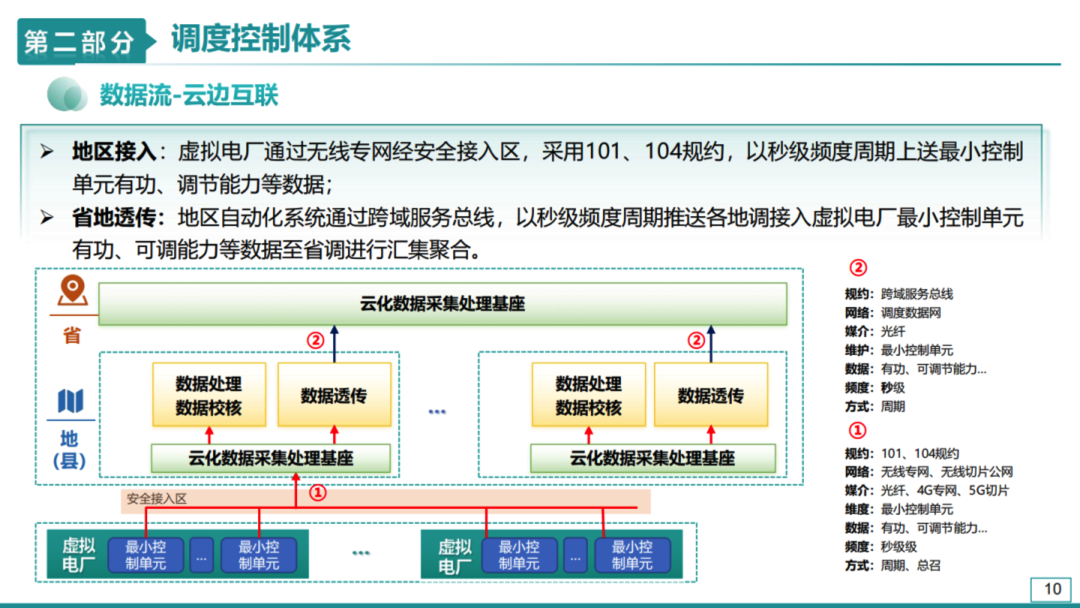 第二部分
调度控制体系
数据流-云边互联
➢ 地区接入：虚拟电厂通过无线专网经安全接入区，采用101、104规约，以秒级频度周期上送最小控制
单元有功、调节能力等数据；
➢ 省地透传：地区自动化系统通过跨域服务总线，以秒级频度周期推送各地调接入虚拟电厂最小控制单元
有功、可调能力等数据至省调进行汇集聚合。
省
云化数据采集处理基座
②
②
地
(县)
数据处理
数据校核
数据透传
...
数据处理
数据校核
数据透传
云化数据采集处理基座
云化数据采集处理基座
①
安全接入区
虚拟
电厂
最小控
制单元
...
最小控
制单元
...
虚拟
电厂
最小控
制单元
...
最小控
制单元
②
规约：跨域服务总线
网络：调度数据网
媒介：光纤
维护：最小控制单元
数据：有功、可调节能力...
频度：秒级
方式：周期
①
规约：101、104规约
网络：无线专网、无线切片公网
媒介：光纤、4G专网、5G切片
维度：最小控制单元
数据：有功、可调节能力...
频度：秒级级
方式：周期、总召
10